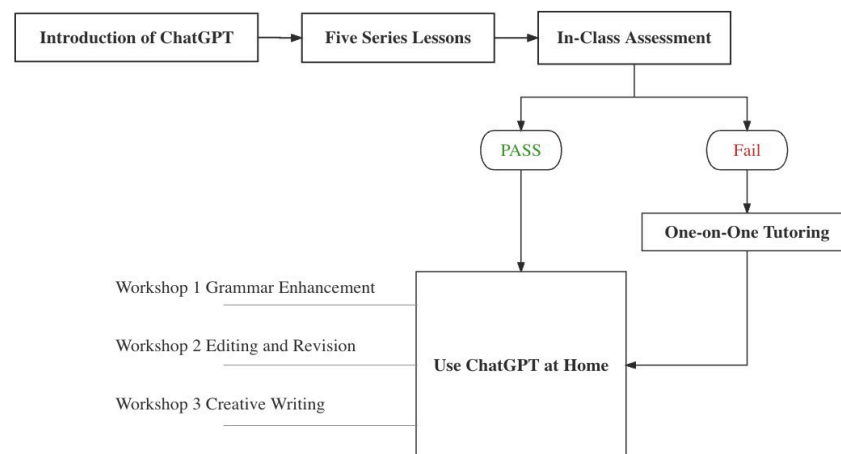 Introduction of ChatGPT
Five Series Lessons
In-Class Assessment
PASS
Fail
One-on-One Tutoring
Workshop 1 Grammar Enhancement
Workshop 2 Editing and Revision
Use ChatGPT at Home
Workshop 3 Creative Writing